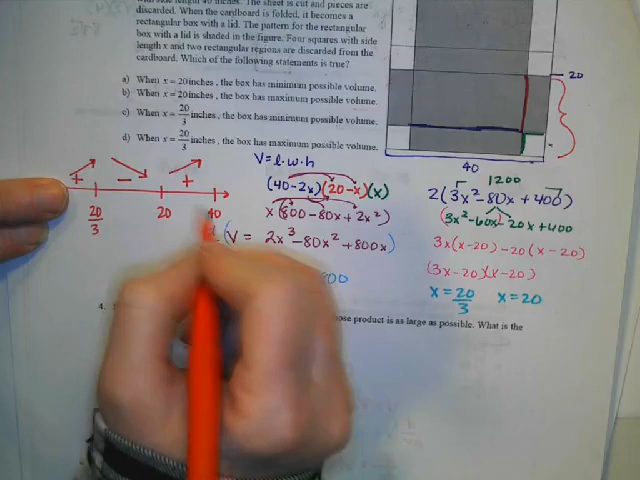 with side length 40 inches. The sheet is cut and pieces are
discarded. When the cardboard is folded, it becomes a
rectangular box with a lid. The pattern for the rectangular
box with a lid is shaded in the figure. Four squares with side
length x and two rectangular regions are discarded from the
cardboard. Which of the following statements is true?
a) When x = 20 inches , the box has minimum possible volume.
b) When x = 20 inches , the box has maximum possible volume.
c) When x = 20/3 inches , the box has minimum possible volume.
d) When x = 20/3 inches , the box has maximum possible volume.
20
40
+ − +
20/3 20 40
V = l · w · h
(40-2x)(20-x)(x)
x(800-80x+2x²)
(V = 2x³-80x²+800x)
800
1200
2(3x²-80x+400)
(3x²-60x-20x+400
3x(x-20)-20(x-20)
(3x-20)(x-20)
x = 20/3 x = 20
4.
ose product is as large as possible. What is the